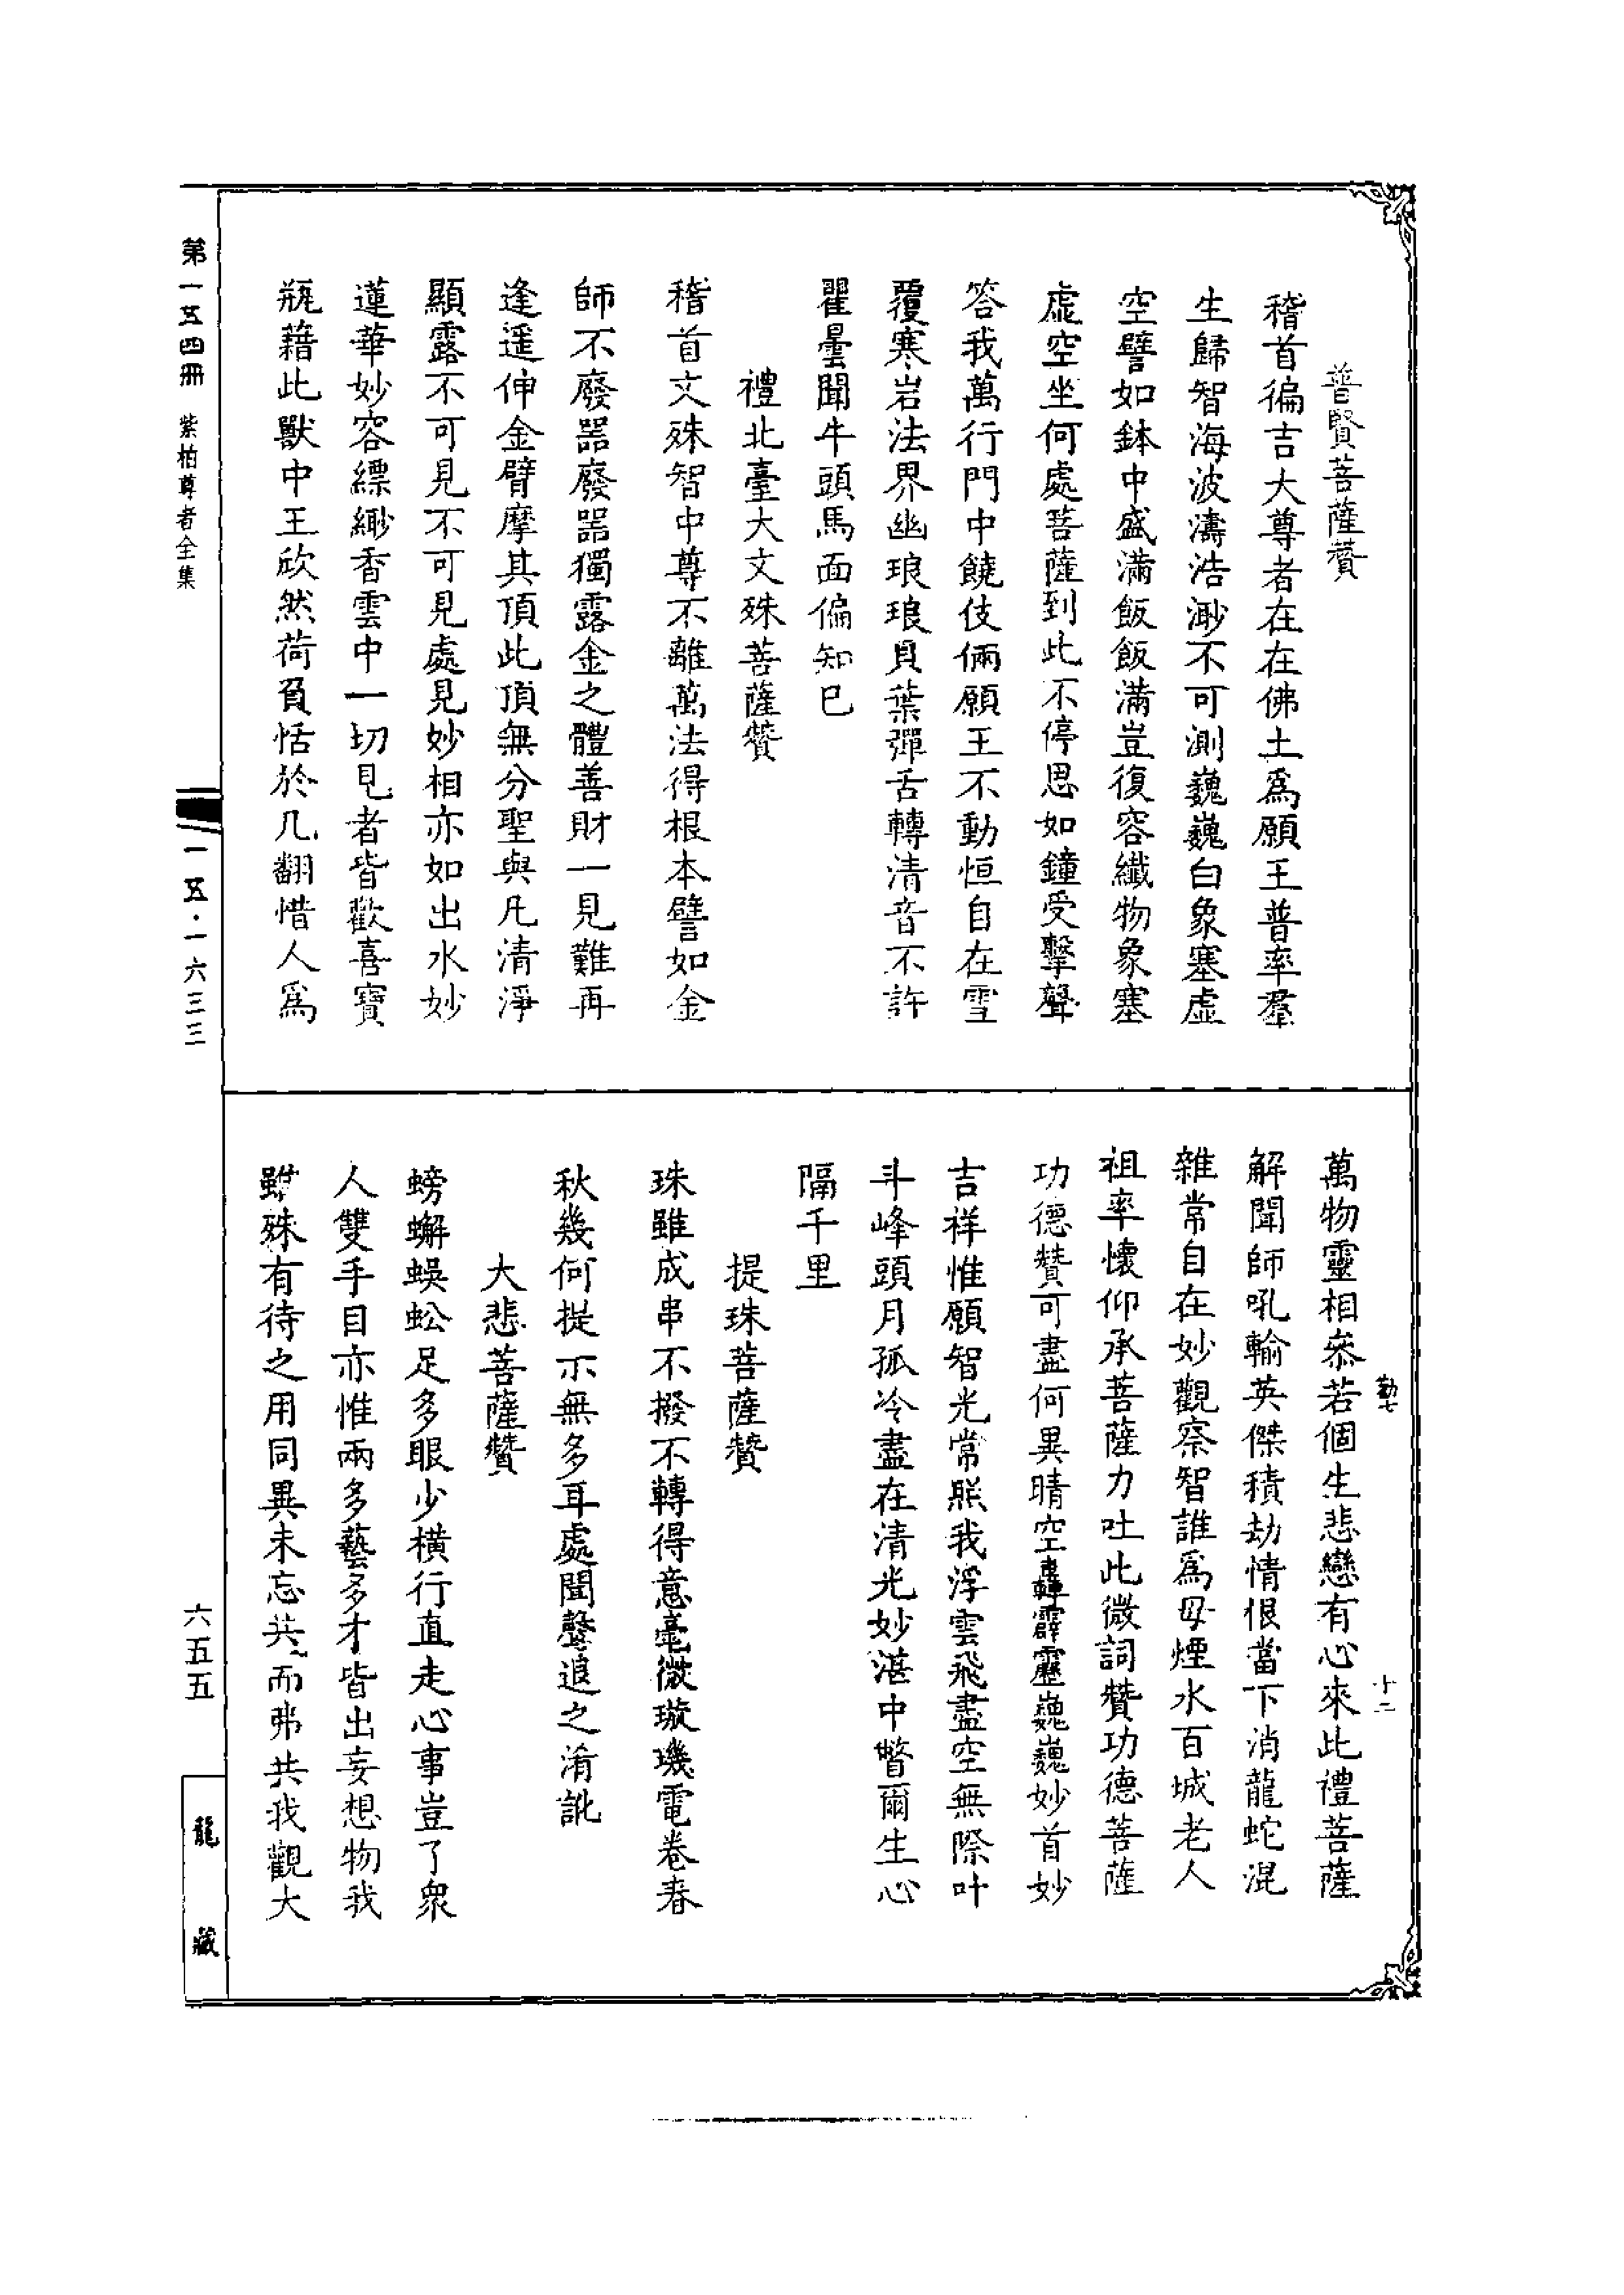 普賢菩薩贊
稽首徧吉大尊者在在佛土爲願王普率羣
生歸智海波濤浩渺不可測巍巍白象塞虛
空譬如鉢中盛滿飯飯滿豈復容纖物象塞
虛空坐何處菩薩到此不停思如鐘受擊聲
答我萬行門中饒伎倆願王不動恒自在雪
覆寒岩法界幽琅琅貝葉彈舌轉清音不許
瞿曇聞牛頭馬面偏知已
禮北臺大文殊菩薩贊
稽首文殊智中尊不離萬法得根本譬如金
師不廢器廢器獨露金之體善財一見難再
逢遥伸金臂摩其頂此頂無分聖與凡清淨
顯露不可見不可見處見妙相亦如出水妙
蓮華妙容縹緲香雲中一切見者皆歡喜寶
瓶藉此獸中王欣然荷負恬於几翻惜人爲
萬物靈相叅若個生悲戀有心來此禮菩薩
解聞師吼輸英傑積劫情恨當下消龍蛇混
雜常自在妙觀察智誰爲毋煙水百城老人
祖率懷仰承菩薩力吐此微詞贊功德菩薩
功德贊可盡何異晴空轟霹靂巍巍妙首妙
吉祥惟願智光常照我浮雲飛盡空無際叶
斗峰頭月孤冷盡在清光妙湛中瞥爾生心
隔千里
提珠菩薩贊
珠雖成串不撥不轉得意毫微璇璣電卷春
秋幾何提示無多耳處聞聲追之淆訛
大悲菩薩贊
螃蠏蜈蚣足多眼少橫行直走心事豈了衆
人雙手目亦惟兩多藝多才皆出妄想物我
雖殊有待之用同異未忘共而弗共我觀大
勤七
十二
第一五四冊 紫柏尊者全集
一五·一六三三
六五五
龍藏